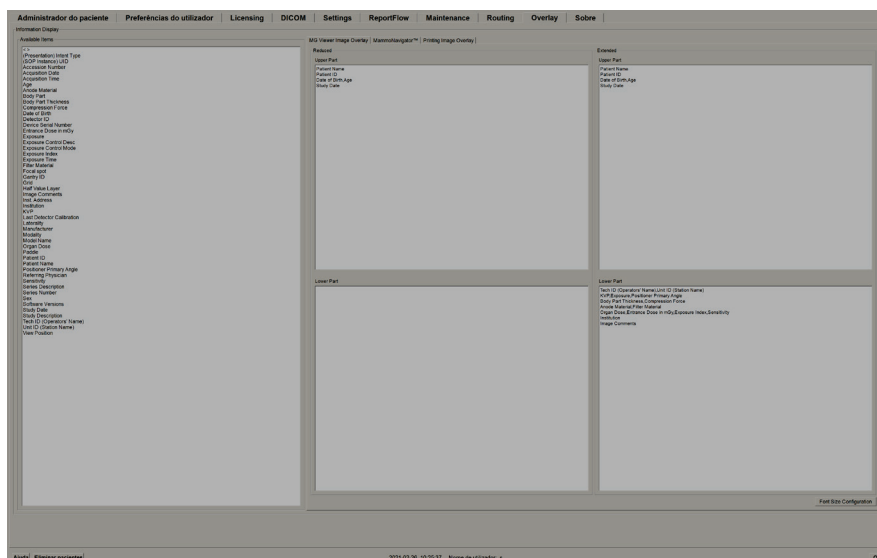 Administrador do paciente Preferências do utilizador Licensing DICOM Settings ReportFlow Maintenance Routing Overlay Sobre
Information Display
Available Items
< >
(Presentation) Intent Type
(SOP Instance) UID
Accession Number
Acquisition Date
Acquisition Time
Age
Anode Material
Body Part
Body Part Thickness
Compression Force
Date of Birth
Detector ID
Device Serial Number
Entrance Dose in mGy
Exposure
Exposure Control Desc
Exposure Control Mode
Exposure Index
Exposure Time
Filter Material
Focal spot
Gantry ID
Grid
Half Value Layer
Image Comments
Inst. Address
Institution
KVP
Last Detector Calibration
Laterality
Manufacturer
Modality
Model Name
Organ Dose
Paddle
Patient ID
Patient Name
Positioner Primary Angle
Referring Physician
Sensitivity
Series Description
Series Number
Sex
Software Versions
Study Date
Study Description
Tech ID (Operators' Name)
Unit ID (Station Name)
View Position
MG Viewer Image Overlay MammoNavigator™ Printing Image Overlay
Reduced
Upper Part
Patient Name
Patient ID
Date of Birth,Age
Study Date
Lower Part
Extended
Upper Part
Patient Name
Patient ID
Date of Birth,Age
Study Date
Lower Part
Tech ID (Operators' Name),Unit ID (Station Name)
KVP,Exposure,Positioner Primary Angle
Body Part Thickness,Compression Force
Anode Material,Filter Material
Organ Dose,Entrance Dose in mGy,Exposure Index,Sensitivity
Institution
Image Comments
Font Size Configuration
Ajuda Eliminar pacientes 2021-03-26 Nome de utilizador